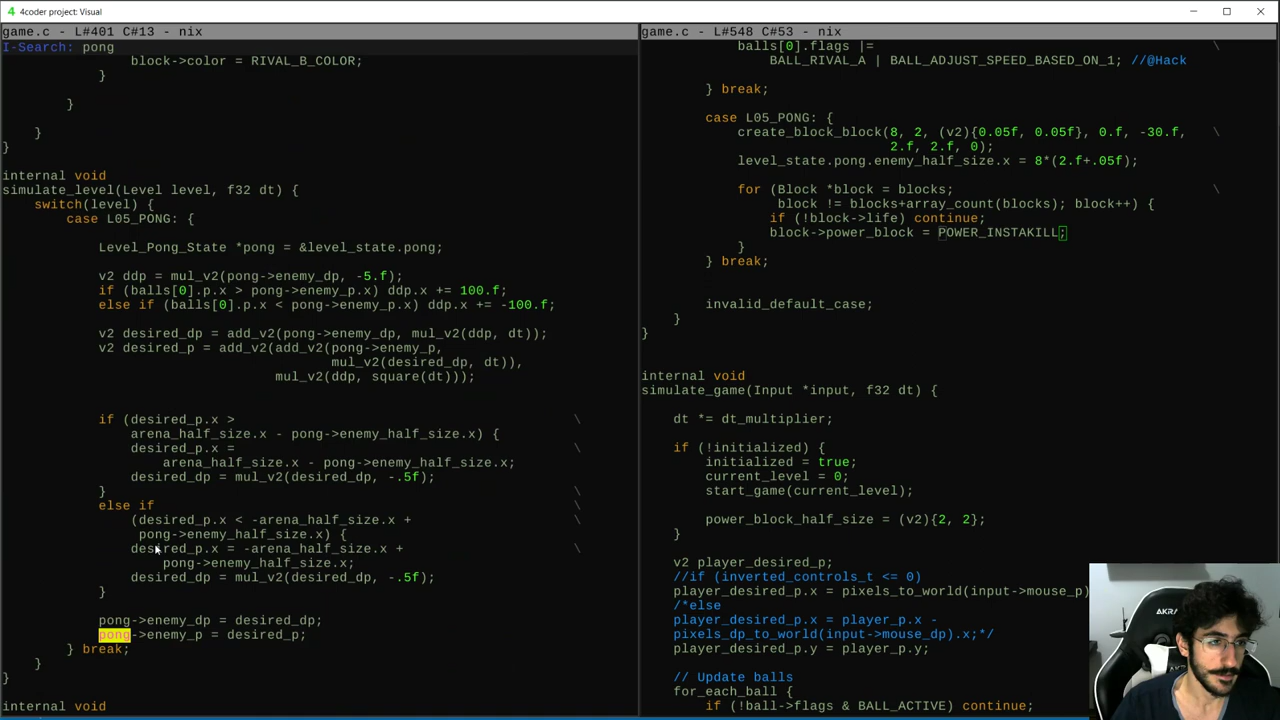 4coder project: Visual
game.c - L#401 C#13 - nix
I-Search: pong
block->color = RIVAL_B_COLOR;
}
}
}
}
internal void
simulate_level(Level level, f32 dt) {
switch(level) {
case L05_PONG: {
Level_Pong_State *pong = &level_state.pong;
v2 ddp = mul_v2(pong->enemy_dp, -5.f);
if (balls[0].p.x > pong->enemy_p.x) ddp.x += 100.f;
else if (balls[0].p.x < pong->enemy_p.x) ddp.x += -100.f;
v2 desired_dp = add_v2(pong->enemy_dp, mul_v2(ddp, dt));
v2 desired_p = add_v2(add_v2(pong->enemy_p,
mul_v2(desired_dp, dt)),
mul_v2(ddp, square(dt)));
if (desired_p.x > \
arena_half_size.x - pong->enemy_half_size.x) {
desired_p.x = \
arena_half_size.x - pong->enemy_half_size.x;
desired_dp = mul_v2(desired_dp, -.5f); \
} \
else if \
(desired_p.x < -arena_half_size.x + \
pong->enemy_half_size.x) {
desired_p.x = -arena_half_size.x + \
pong->enemy_half_size.x;
desired_dp = mul_v2(desired_dp, -.5f);
}
pong->enemy_dp = desired_dp;
pong->enemy_p = desired_p;
} break;
}
}
internal void
game.c - L#548 C#53 - nix
balls[0].flags |= \
BALL_RIVAL_A | BALL_ADJUST_SPEED_BASED_ON_1; //@Hack
} break;
case L05_PONG: {
create_block_block(8, 2, (v2){0.05f, 0.05f}, 0.f, -30.f, \
2.f, 2.f, 0);
level_state.pong.enemy_half_size.x = 8*(2.f+.05f);
for (Block *block = blocks; \
block != blocks+array_count(blocks); block++) {
if (!block->life) continue;
block->power_block = POWER_INSTAKILL;
}
} break;
invalid_default_case;
}
}
internal void
simulate_game(Input *input, f32 dt) {
dt *= dt_multiplier;
if (!initialized) {
initialized = true;
current_level = 0;
start_game(current_level);
power_block_half_size = (v2){2, 2};
}
v2 player_desired_p;
//if (inverted_controls_t <= 0)
player_desired_p.x = pixels_to_world(input->mouse_p)
/*else
player_desired_p.x = player_p.x -
pixels_dp_to_world(input->mouse_dp).x;*/
player_desired_p.y = player_p.y;
// Update balls
for_each_ball {
if (!ball->flags & BALL_ACTIVE) continue;